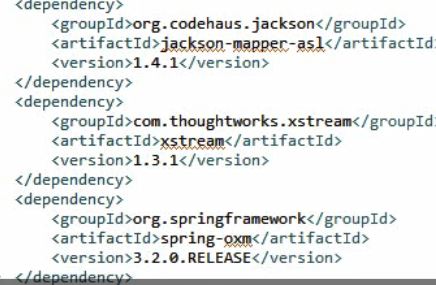 <dependency>
<groupId>org.codehaus.jackson</groupId>
<artifactId>jackson-mapper-asl</artifactId>
<version>1.4.1</version>
</dependency>
<dependency>
<groupId>com.thoughtworks.xstream</groupId>
<artifactId>xstream</artifactId>
<version>1.3.1</version>
</dependency>
<dependency>
<groupId>org.springframework</groupId>
<artifactId>spring-oxm</artifactId>
<version>3.2.0.RELEASE</version>
</dependency>